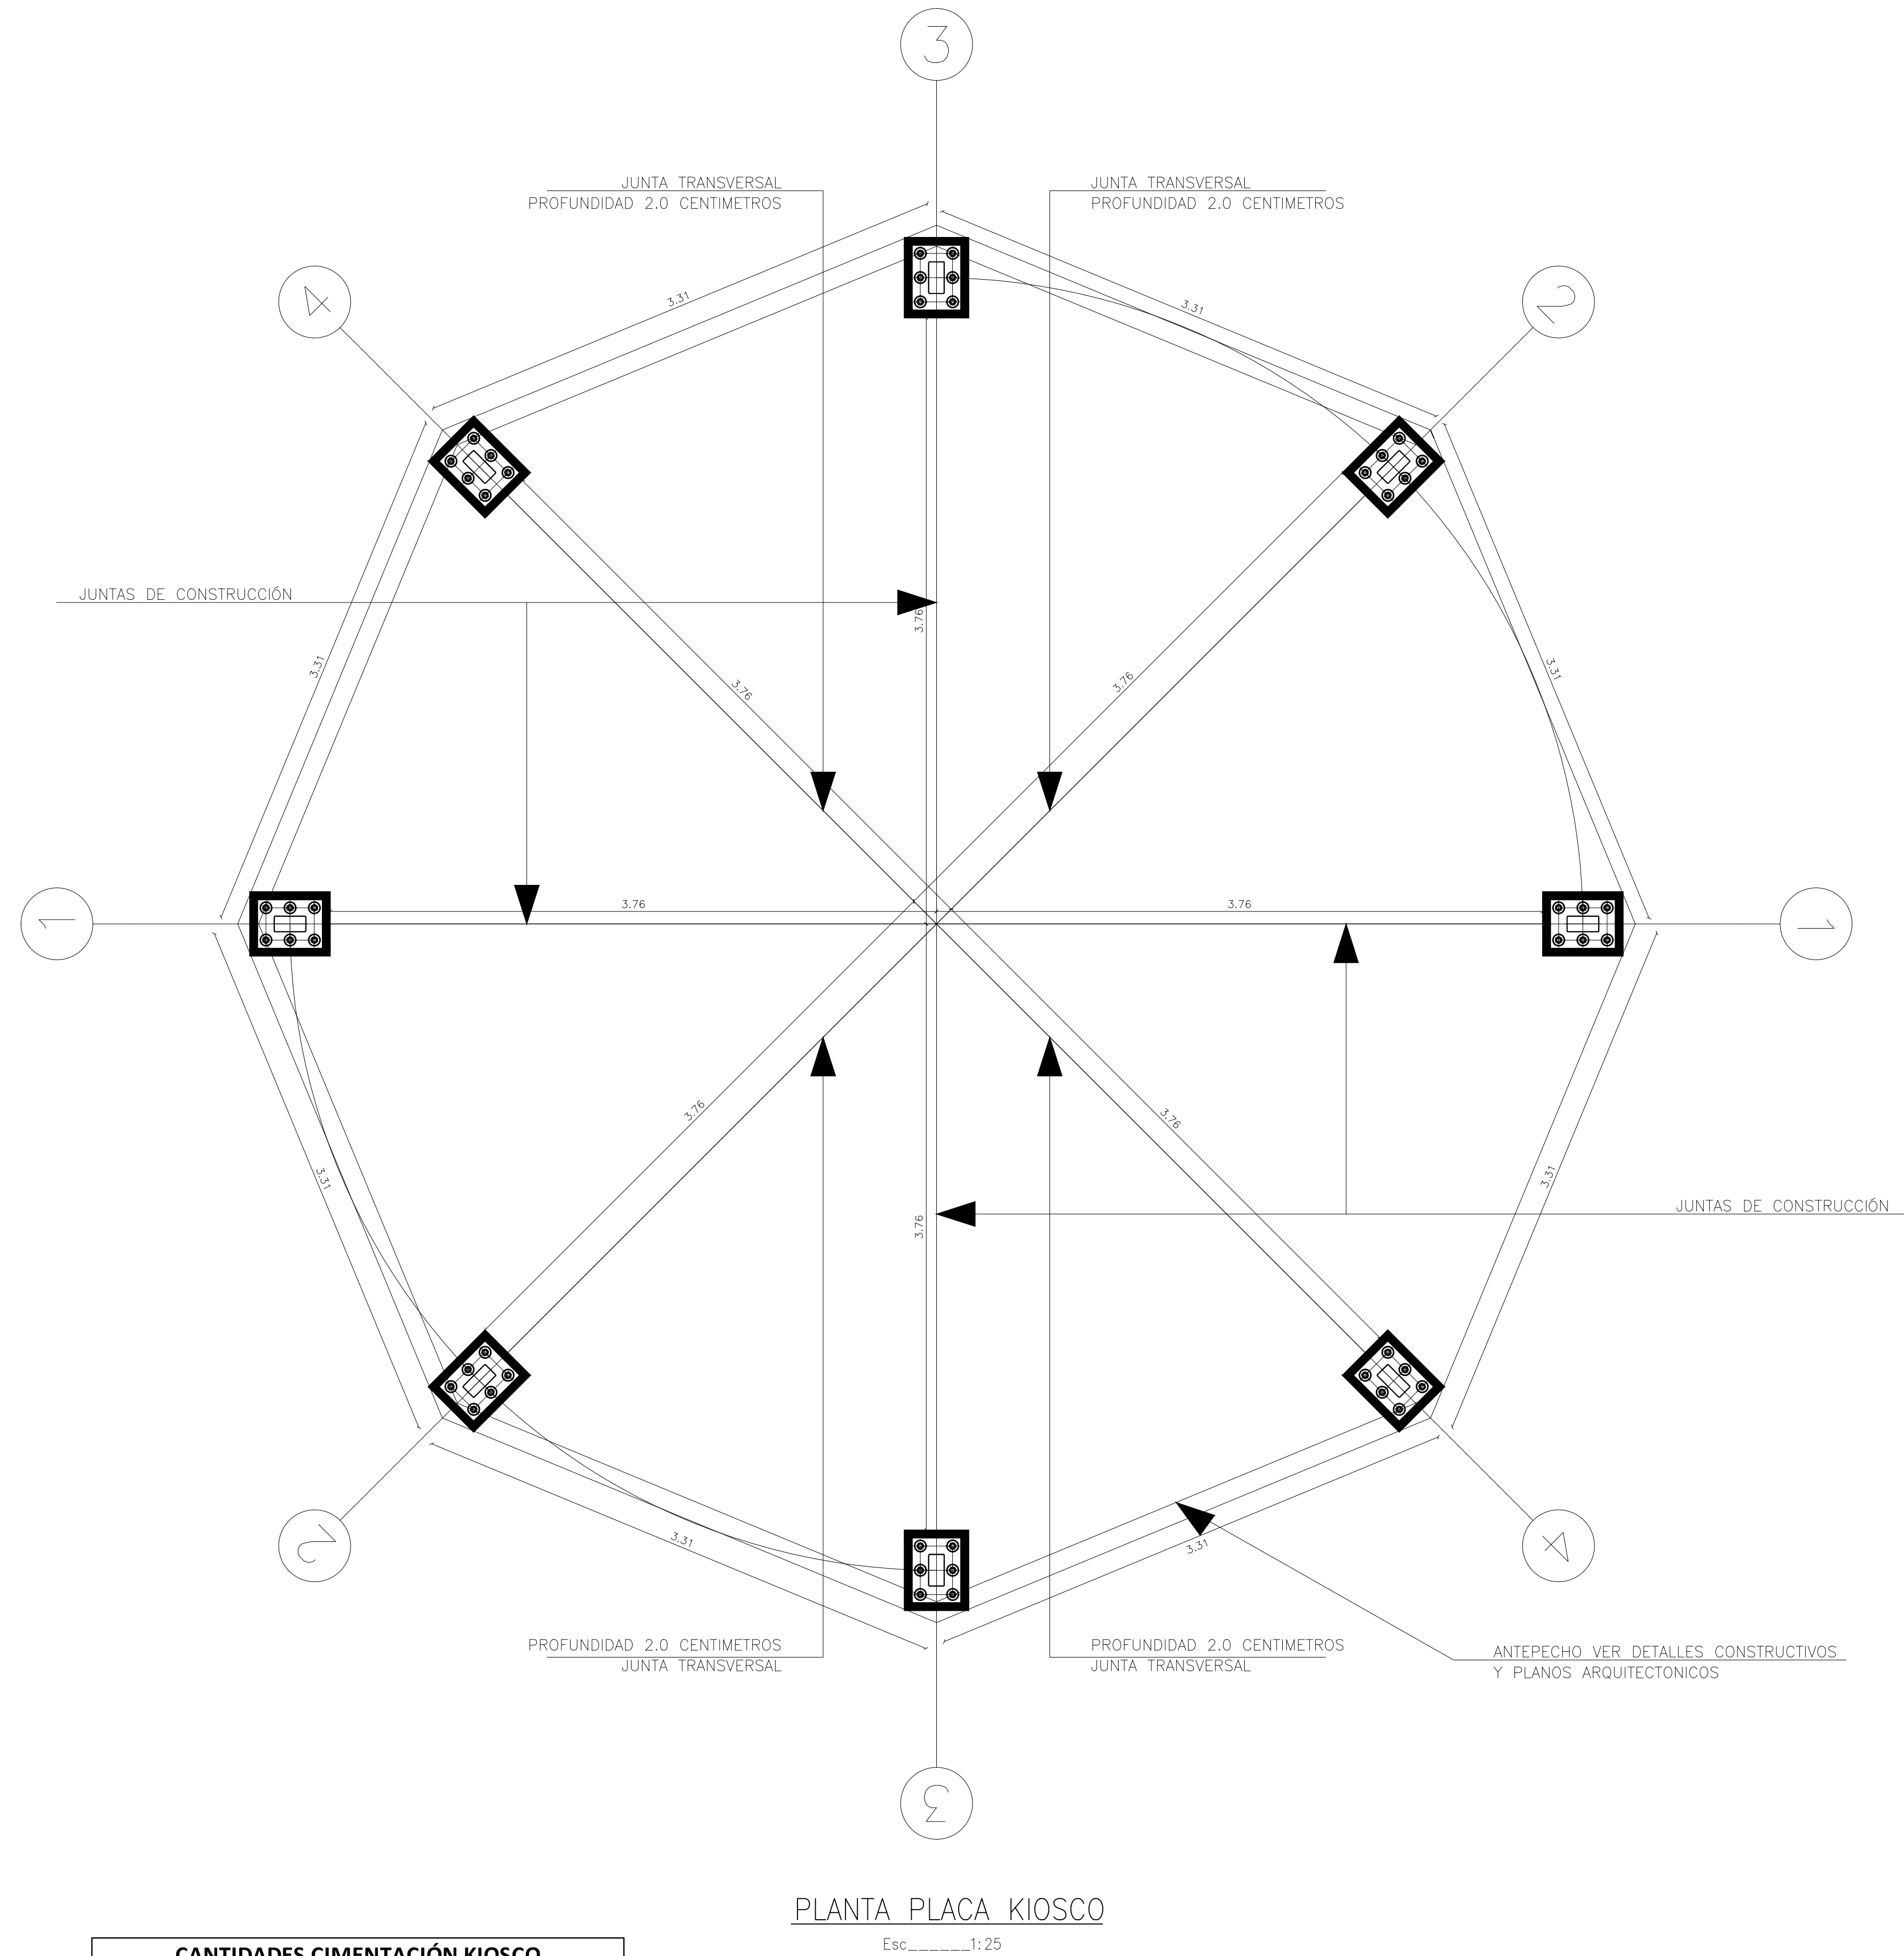 3
JUNTA TRANSVERSAL
PROFUNDIDAD 2.0 CENTIMETROS
JUNTA TRANSVERSAL
PROFUNDIDAD 2.0 CENTIMETROS
4
2
3.31
3.31
JUNTAS DE CONSTRUCCIÓN
3.76
3.31
3.76
3.76
3.31
1
3.76
3.76
1
3.76
3.76
3.31
3.76
3.31
JUNTAS DE CONSTRUCCIÓN
2
3.31
3.31
4
PROFUNDIDAD 2.0 CENTIMETROS
JUNTA TRANSVERSAL
PROFUNDIDAD 2.0 CENTIMETROS
JUNTA TRANSVERSAL
ANTEPECHO VER DETALLES CONSTRUCTIVOS
Y PLANOS ARQUITECTONICOS
3
PLANTA PLACA KIOSCO
Esc______1:25
CANTIDADES CIMENTACIÓN KIOSCO